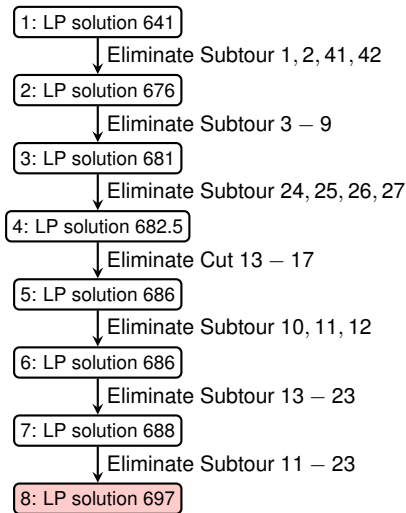 1: LP solution 641
Eliminate Subtour 1, 2, 41, 42
2: LP solution 676
Eliminate Subtour 3 − 9
3: LP solution 681
Eliminate Subtour 24, 25, 26, 27
4: LP solution 682.5
Eliminate Cut 13 − 17
5: LP solution 686
Eliminate Subtour 10, 11, 12
6: LP solution 686
Eliminate Subtour 13 − 23
7: LP solution 688
Eliminate Subtour 11 − 23
8: LP solution 697